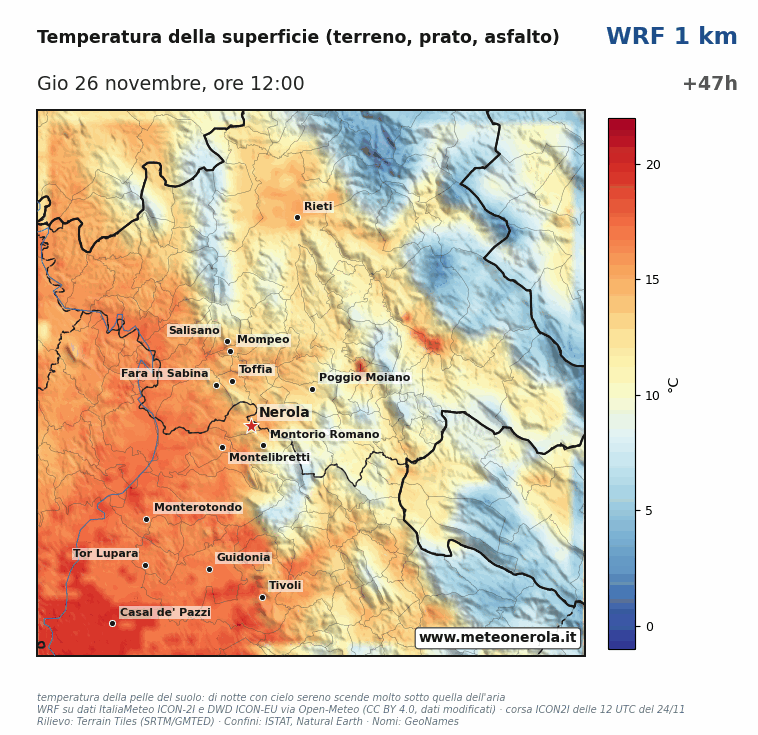 Temperatura della superficie (terreno, prato, asfalto)
WRF 1 km
Gio 26 novembre, ore 12:00
+47h
Rieti
Salisano
Mompeo
Toffia
Fara in Sabina
Poggio Moiano
Nerola
Montorio Romano
Montelibretti
Monterotondo
Tor Lupara
Guidonia
Tivoli
Casal de' Pazzi
www.meteonerola.it
20
15
10
5
0
°C
temperatura della pelle del suolo: di notte con cielo sereno scende molto sotto quella dell'aria
WRF su dati ItaliaMeteo ICON-2I e DWD ICON-EU via Open-Meteo (CC BY 4.0, dati modificati) · corsa ICON2I delle 12 UTC del 24/11
Rilievo: Terrain Tiles (SRTM/GMTED) · Confini: ISTAT, Natural Earth · Nomi: GeoNames